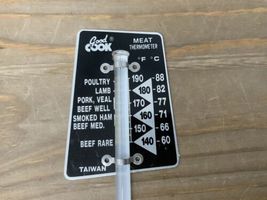 Good COOK® MEAT
THERMOMETER
°F °C
POULTRY 190 88
LAMB 180 82
PORK, VEAL 170 77
BEEF WELL
SMOKED HAM 160 71
BEEF MED. 150 66
BEEF RARE 140 60
TAIWAN